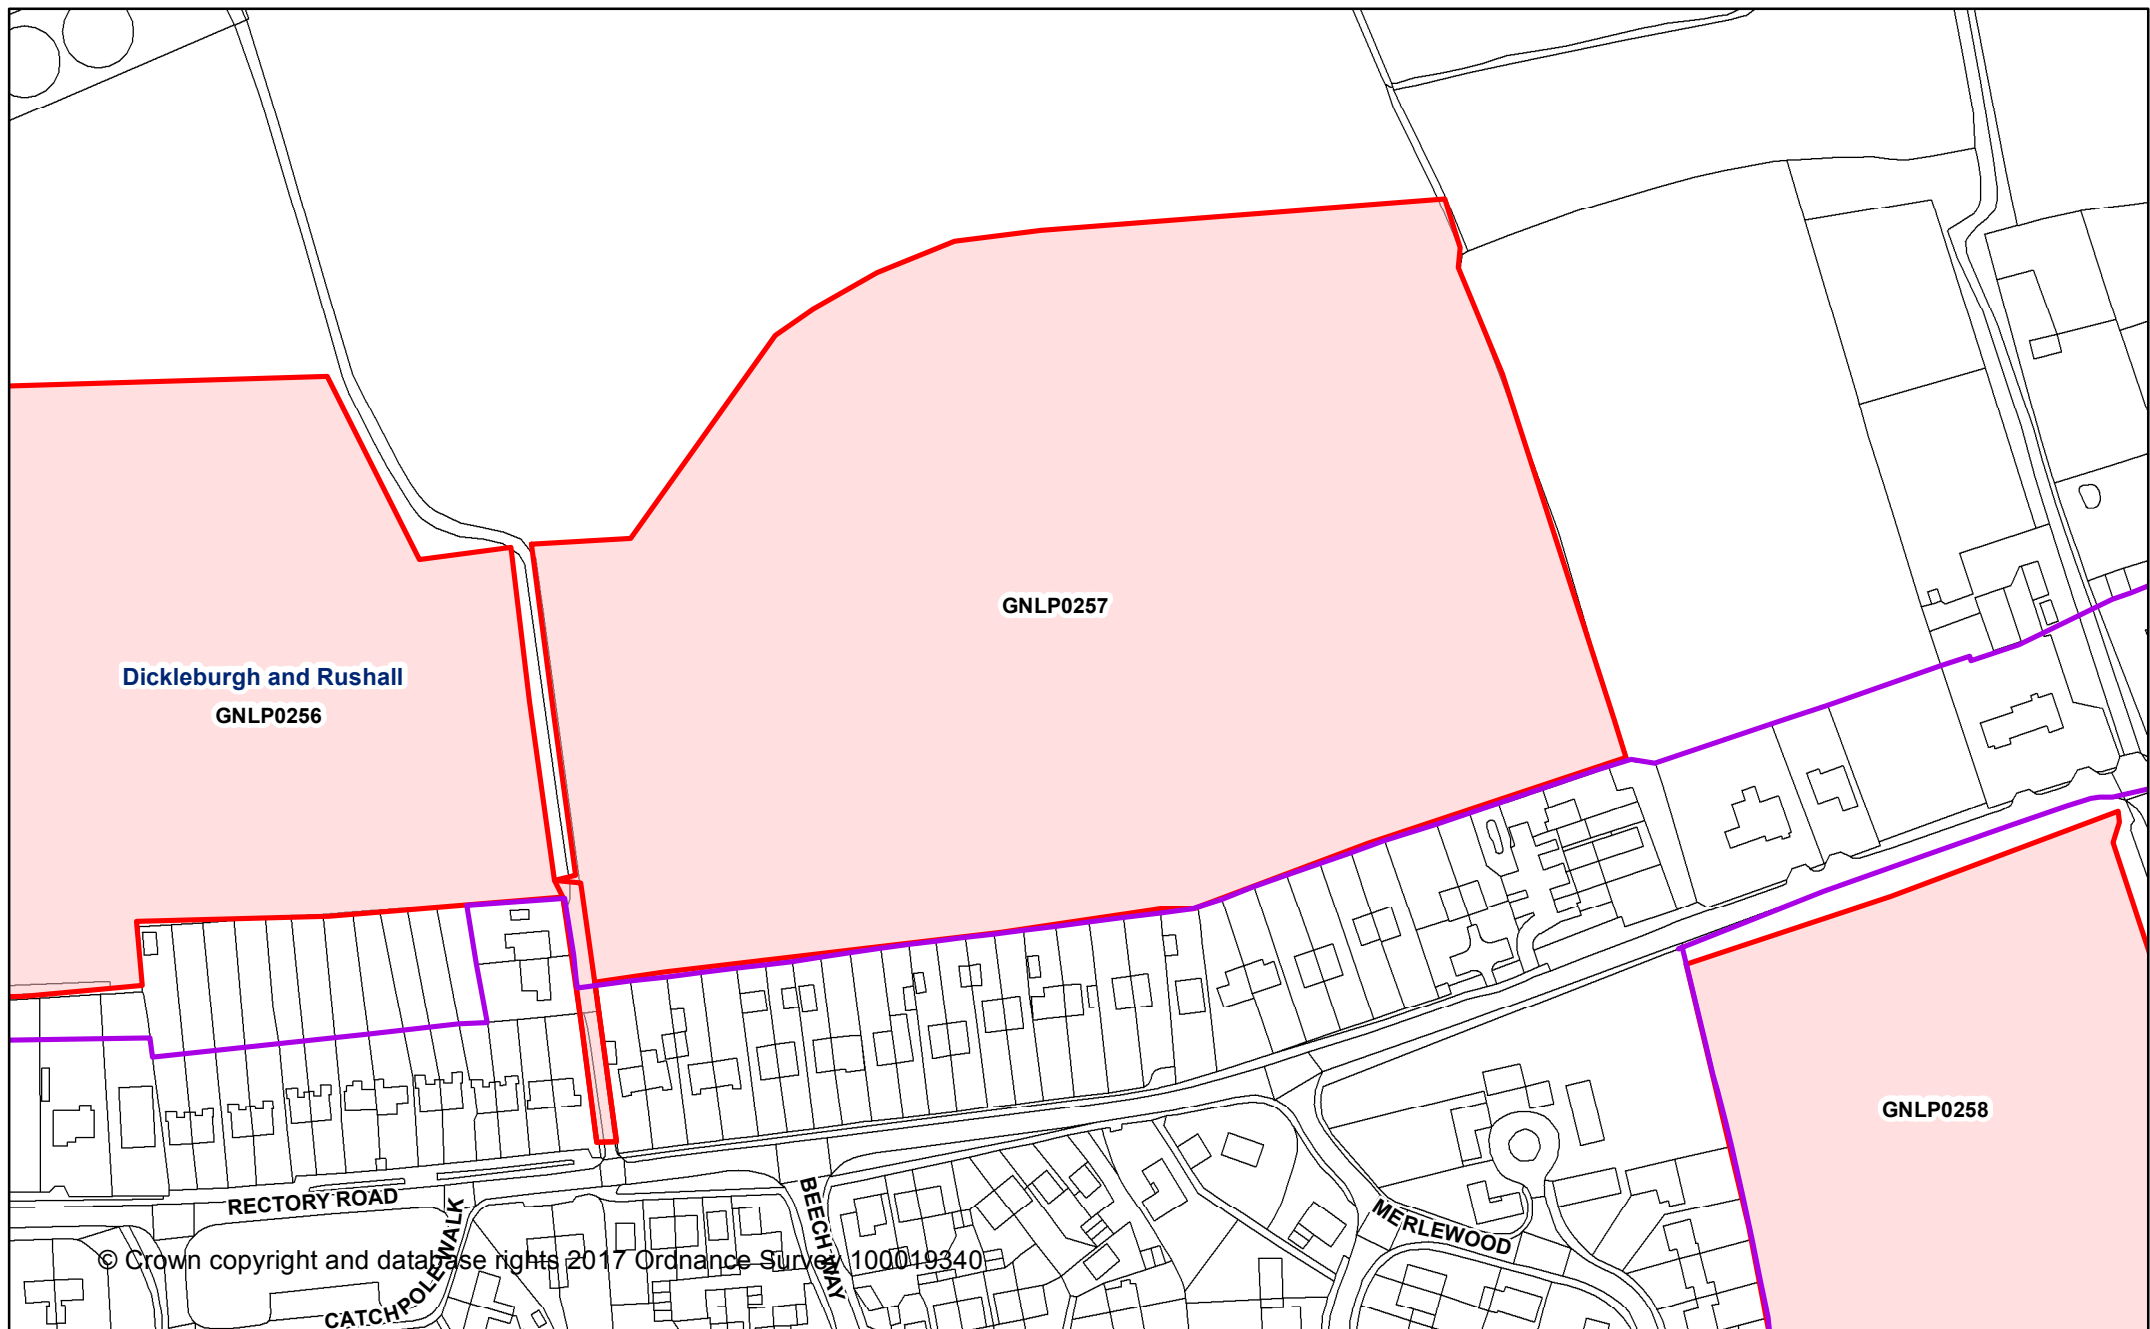 GNLP0257
Dickleburgh and Rushall
GNLP0256
GNLP0258
RECTORY ROAD
CATCHPOLE WALK
BEECH WAY
MERLEWOOD
© Crown copyright and database rights 2017 Ordnance Survey 100019340